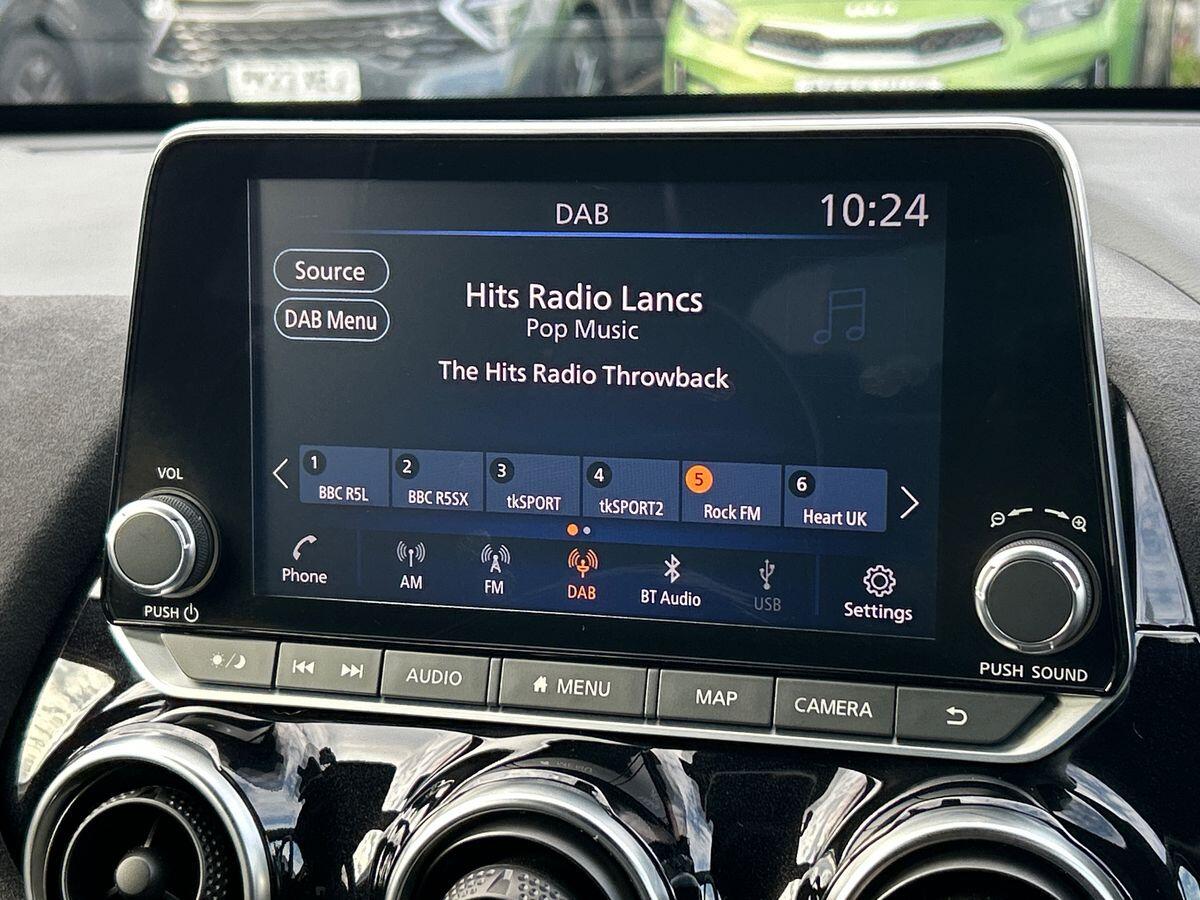 KIA
DAB
10:24
Source
Hits Radio Lancs
DAB Menu
Pop Music
The Hits Radio Throwback
1
BBC R5L
2
BBC R5SX
3
tkSPORT
4
tkSPORT2
5
Rock FM
6
Heart UK
VOL
PUSH
Phone
AM
FM
DAB
BT Audio
USB
Settings
PUSH SOUND
AUDIO
MENU
MAP
CAMERA